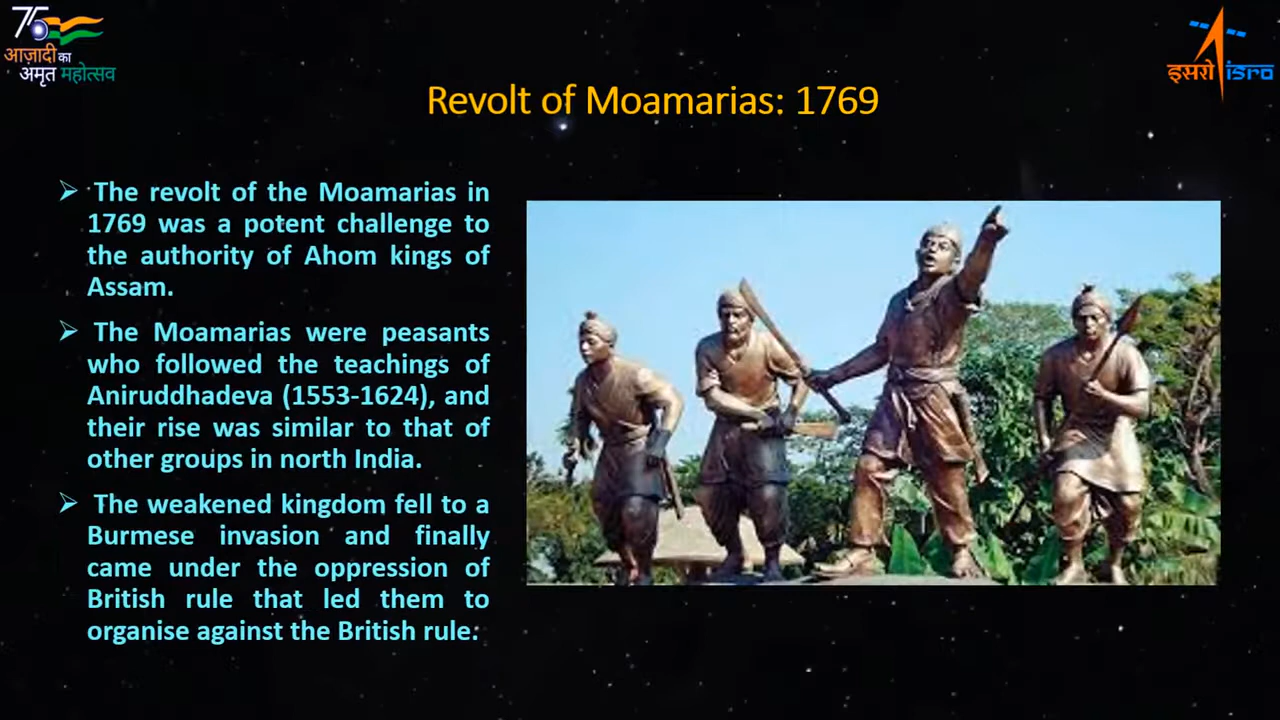 75
आज़ादी का
अमृत महोत्सव
इसरो isro
Revolt of Moamarias: 1769
➢ The revolt of the Moamarias in
1769 was a potent challenge to
the authority of Ahom kings of
Assam.
➢ The Moamarias were peasants
who followed the teachings of
Aniruddhadeva (1553-1624), and
their rise was similar to that of
other groups in north India.
➢ The weakened kingdom fell to a
Burmese invasion and finally
came under the oppression of
British rule that led them to
organise against the British rule.